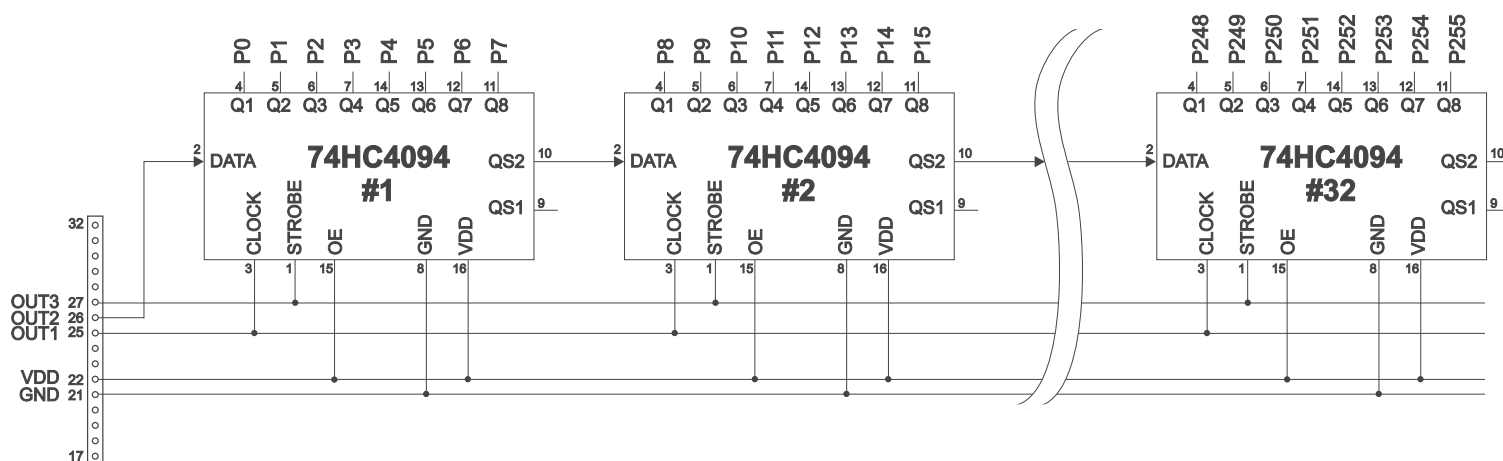 P0 P1 P2 P3 P4 P5 P6 P7
4 5 6 7 14 13 12 11
Q1 Q2 Q3 Q4 Q5 Q6 Q7 Q8
2 DATA 74HC4094 QS2 10
#1
QS1 9
CLOCK STROBE OE GND VDD
3 1 15 8 16
P8 P9 P10 P11 P12 P13 P14 P15
4 5 6 7 14 13 12 11
Q1 Q2 Q3 Q4 Q5 Q6 Q7 Q8
2 DATA 74HC4094 QS2 10
#2
QS1 9
CLOCK STROBE OE GND VDD
3 1 15 8 16
P248 P249 P250 P251 P252 P253 P254 P255
4 5 6 7 14 13 12 11
Q1 Q2 Q3 Q4 Q5 Q6 Q7 Q8
2 DATA 74HC4094 QS2 10
#32
QS1 9
CLOCK STROBE OE GND VDD
3 1 15 8 16
32
OUT3 27
OUT2 26
OUT1 25
VDD 22
GND 21
17